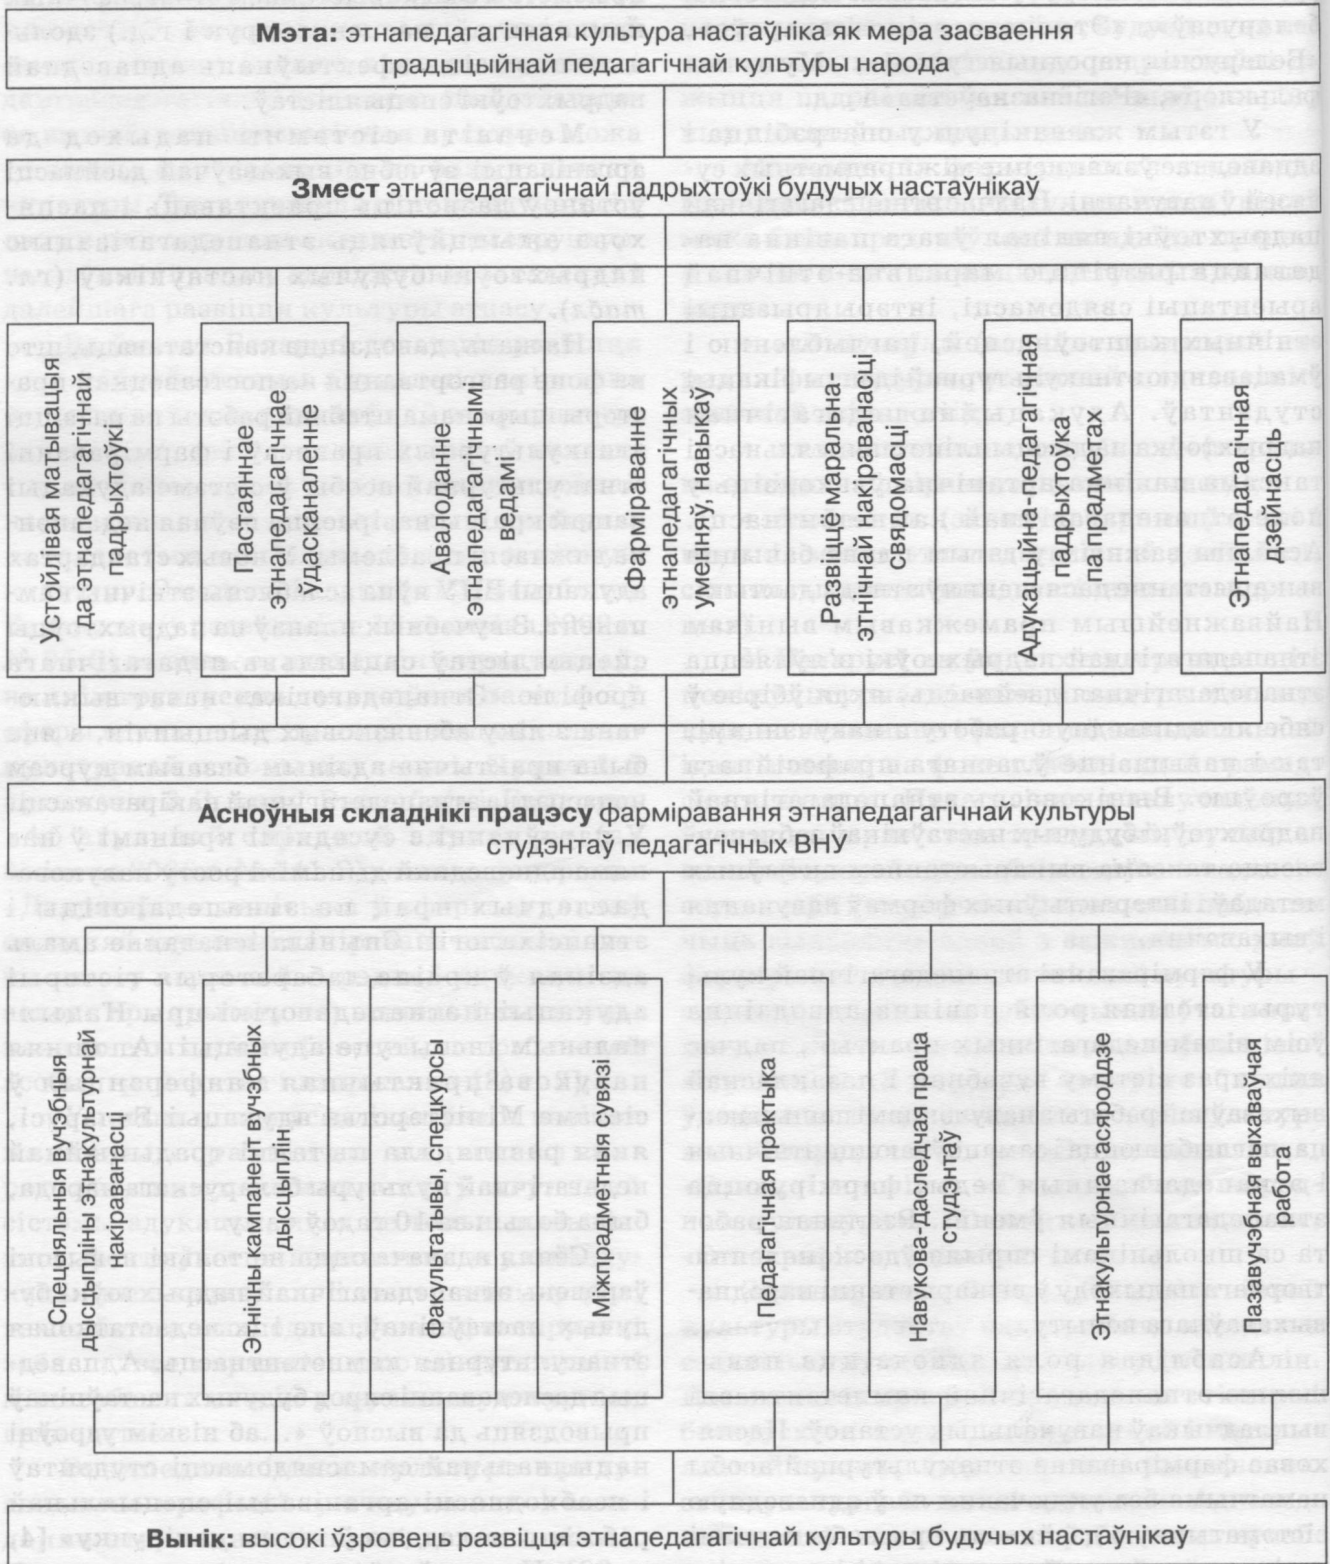 Мэта: этнапедагагічная культура настаўніка як мера засваення
традыцыйнай педагагічнай культуры народа
Змест этнапедагагічнай падрыхтоўкі будучых настаўнікаў
Устойлівая матывацыя
да этнапедагагічнай
падрыхтоўкі
Пастаяннае
этнапедагагічнае
ўдасканаленне
Авалоданне
этнапедагагічнымі
ведамі
Фарміраванне
этнапедагагічных
уменняў, навыкаў
Развіццё маральна-
этнічнай накіраванасці
свядомасці
Адукацыйна-педагагічная
падрыхтоўка
па прадмах
Этнапедагагічная
дзейнасць
Асноўныя складнікі працэсу фарміравання этнапедагагічнай культуры
студэнтаў педагагічных ВНУ
Спецыяльныя вузаўскія
дысцыпліны этнакультурнай
накіраванасці
Этнічны кампанент вучэбных
дысцыплін
Факультатывы, спецкурсы
Міжпрадметная сувязь
Педагагічная практыка
Навукова-даследчая праца
студэнтаў
Этнакультурнае асяроддзе
Пазавучэбная выхаваўчая
работа
Вынік: высокі ўзровень развіцця этнапедагагічнай культуры будучых настаўнікаў